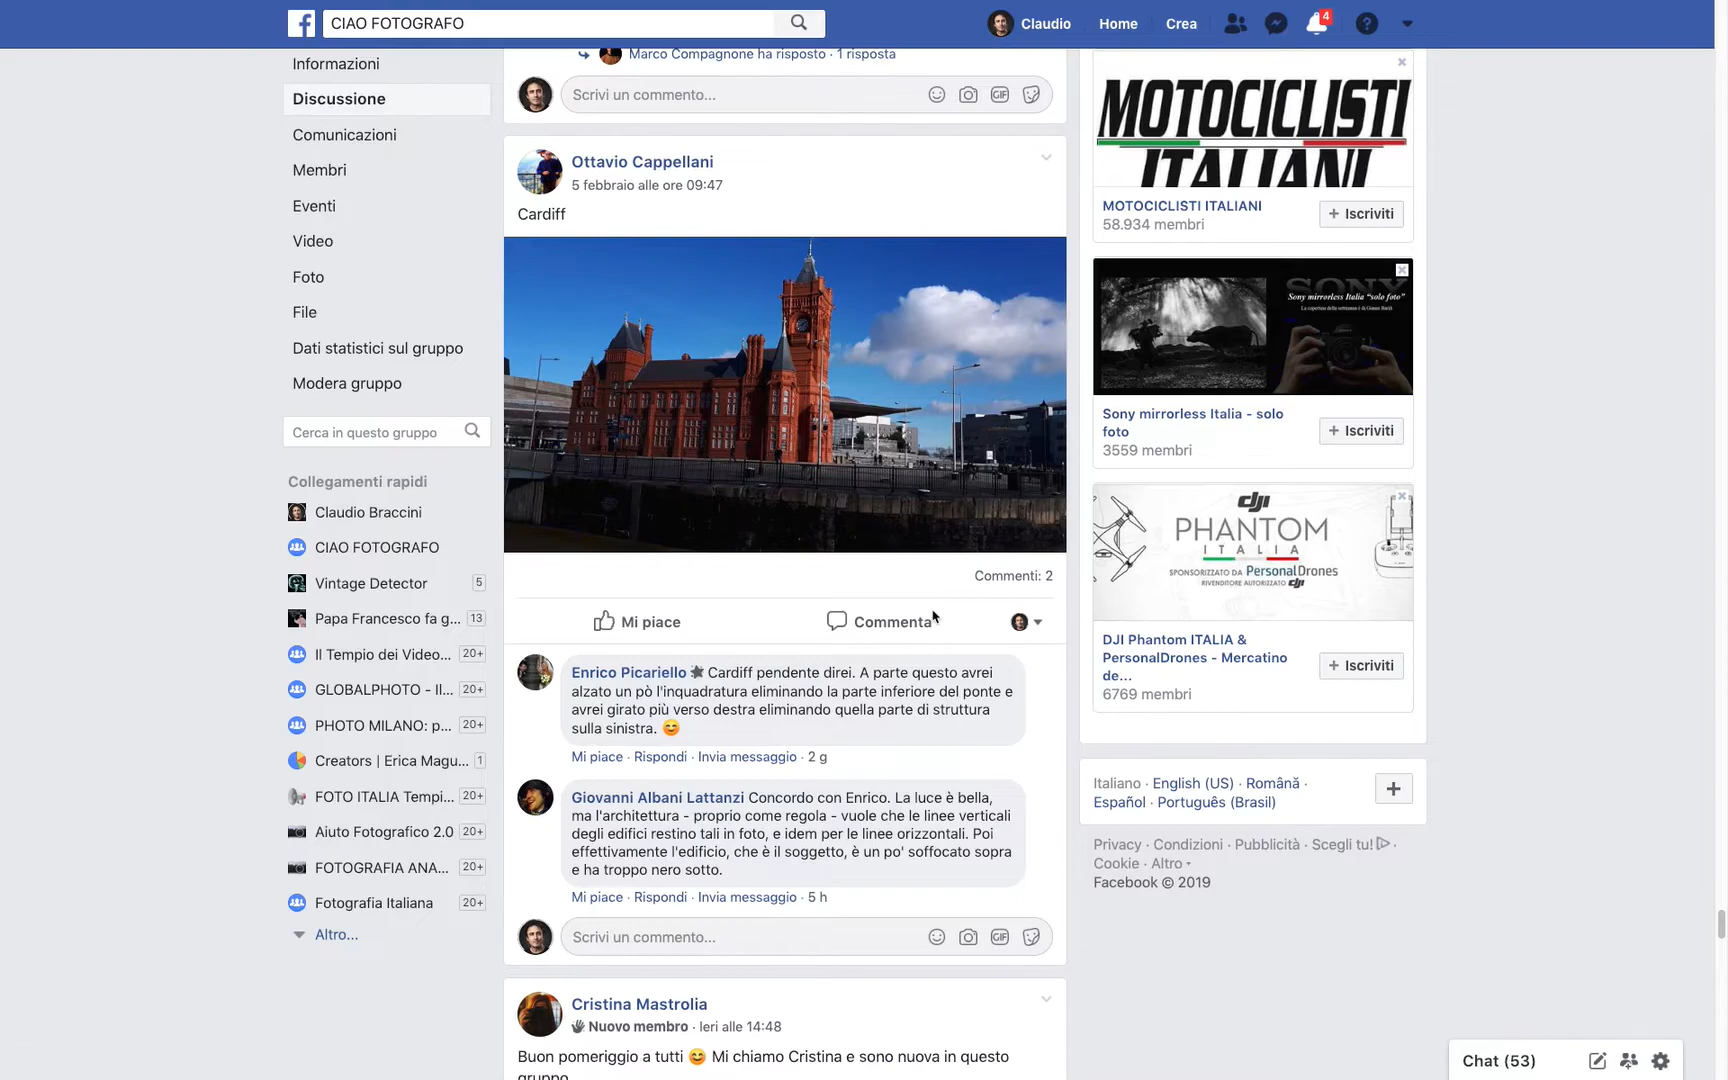 CIAO FOTOGRAFO
Claudio
Home
Crea
4
Informazioni
Discussione
Comunicazioni
Membri
Eventi
Video
Foto
File
Dati statistici sul gruppo
Modera gruppo
Cerca in questo gruppo
Collegamenti rapidi
Claudio Braccini
CIAO FOTOGRAFO
Vintage Detector 5
Papa Francesco fa g... 13
Il Tempio dei Video... 20+
GLOBALPHOTO - Il... 20+
PHOTO MILANO: p... 20+
Creators | Erica Magu... 1
FOTO ITALIA Tempi... 20+
Aiuto Fotografico 2.0 20+
FOTOGRAFIA ANA... 20+
Fotografia Italiana 20+
Altro...
Marco Compagnone ha risposto · 1 risposta
Scrivi un commento...
GIF
Ottavio Cappellani
5 febbraio alle ore 09:47
Cardiff
Commenti: 2
Mi piace
Commenta
Enrico Picariello Cardiff pendente direi. A parte questo avrei
alzato un pò l'inquadratura eliminando la parte inferiore del ponte e
avrei girato più verso destra eliminando quella parte di struttura
sulla sinistra. 😊
Mi piace · Rispondi · Invia messaggio · 2 g
Giovanni Albani Lattanzi Concordo con Enrico. La luce è bella,
ma l'architettura - proprio come regola - vuole che le linee verticali
degli edifici restino tali in foto, e idem per le linee orizzontali. Poi
effettivamente l'edificio, che è il soggetto, è un po' soffocato sopra
e ha troppo nero sotto.
Mi piace · Rispondi · Invia messaggio · 5 h
Scrivi un commento...
GIF
Cristina Mastrolia
Nuovo membro · Ieri alle 14:48
Buon pomeriggio a tutti 😊 Mi chiamo Cristina e sono nuova in questo
gruppo
MOTOCICLISTI
ITALIANI
MOTOCICLISTI ITALIANI
58.934 membri
+ Iscriviti
SONY
Sony mirrorless Italia "solo foto"
Sony mirrorless Italia - solo
foto
3559 membri
+ Iscriviti
dji
PHANTOM
ITALIA
SPONSORIZZATO DA PersonalDrones
RIVENDITORE AUTORIZZATO dji
DJI Phantom ITALIA &
PersonalDrones - Mercatino
de...
6769 membri
+ Iscriviti
Italiano · English (US) · Română ·
Español · Português (Brasil)
Privacy · Condizioni · Pubblicità · Scegli tu! ·
Cookie · Altro
Facebook © 2019
Chat (53)